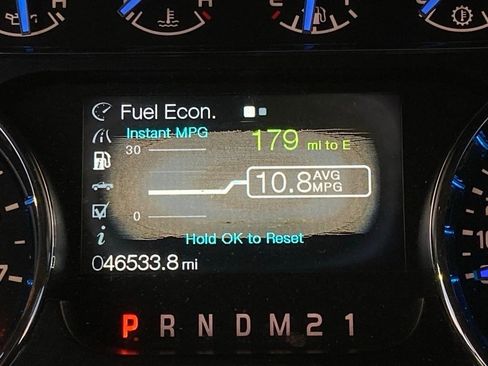 Fuel Econ.
Instant MPG
179 mi to E
30
10.8 AVG MPG
0
Hold OK to Reset
046533.8 mi
P R N D M 2 1